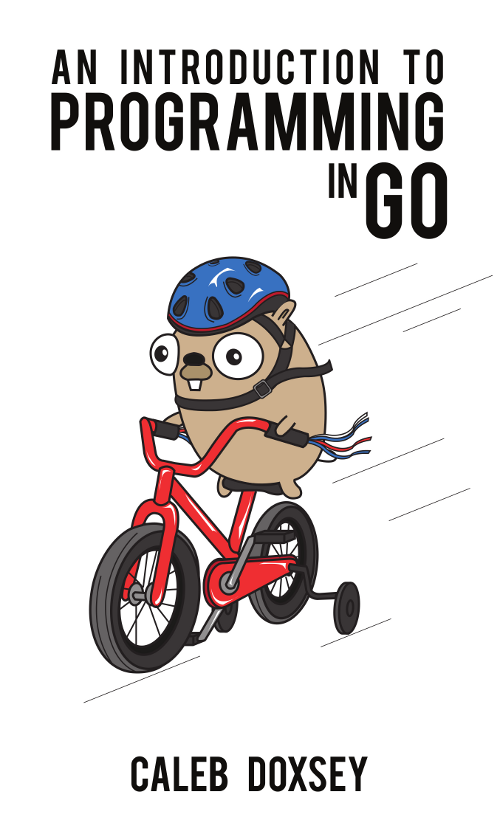 AN INTRODUCTION TO
PROGRAMMING
IN GO
CALEB DOXSEY